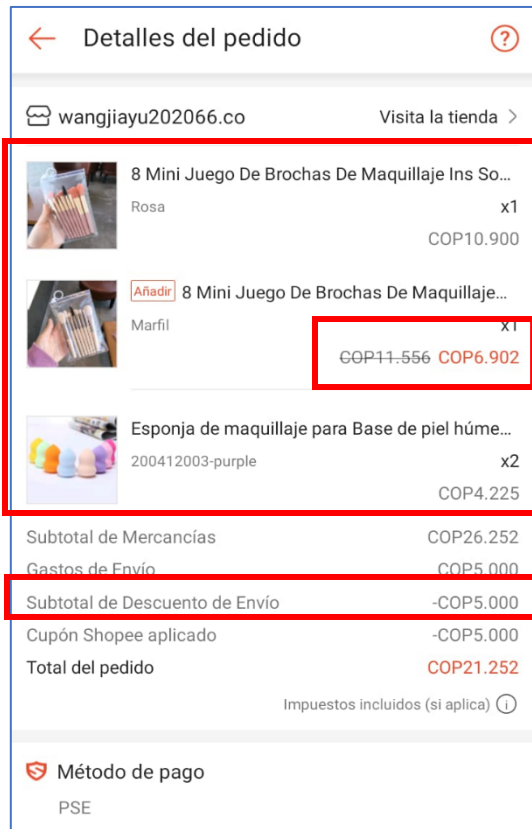 Detalles del pedido
wangjiayu202066.co Visita la tienda >
8 Mini Juego De Brochas De Maquillaje Ins So...
Rosa x1
COP10.900
Añadir 8 Mini Juego De Brochas De Maquillaje...
Marfil x1
COP11.556 COP6.902
Esponja de maquillaje para Base de piel húme...
200412003-purple x2
COP4.225
Subtotal de Mercancías COP26.252
Gastos de Envío COP5.000
Subtotal de Descuento de Envío -COP5.000
Cupón Shopee aplicado -COP5.000
Total del pedido COP21.252
Impuestos incluidos (si aplica)
Método de pago
PSE